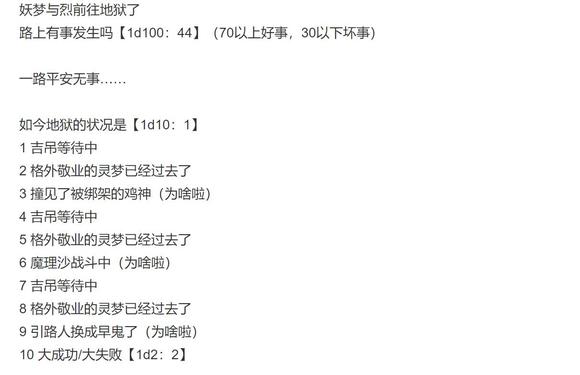 妖梦与烈前往地狱了
路上有事发生吗【1d100：44】（70以上好事，30以下坏事）
一路平安无事……
如今地狱的状况是【1d10：1】
1 吉吊等待中
2 格外敬业的灵梦已经过去了
3 撞见了被绑架的鸡神（为啥啦）
4 吉吊等待中
5 格外敬业的灵梦已经过去了
6 魔理沙战斗中（为啥啦）
7 吉吊等待中
8 格外敬业的灵梦已经过去了
9 引路人换成早鬼了（为啥啦）
10 大成功/大失败【1d2：2】